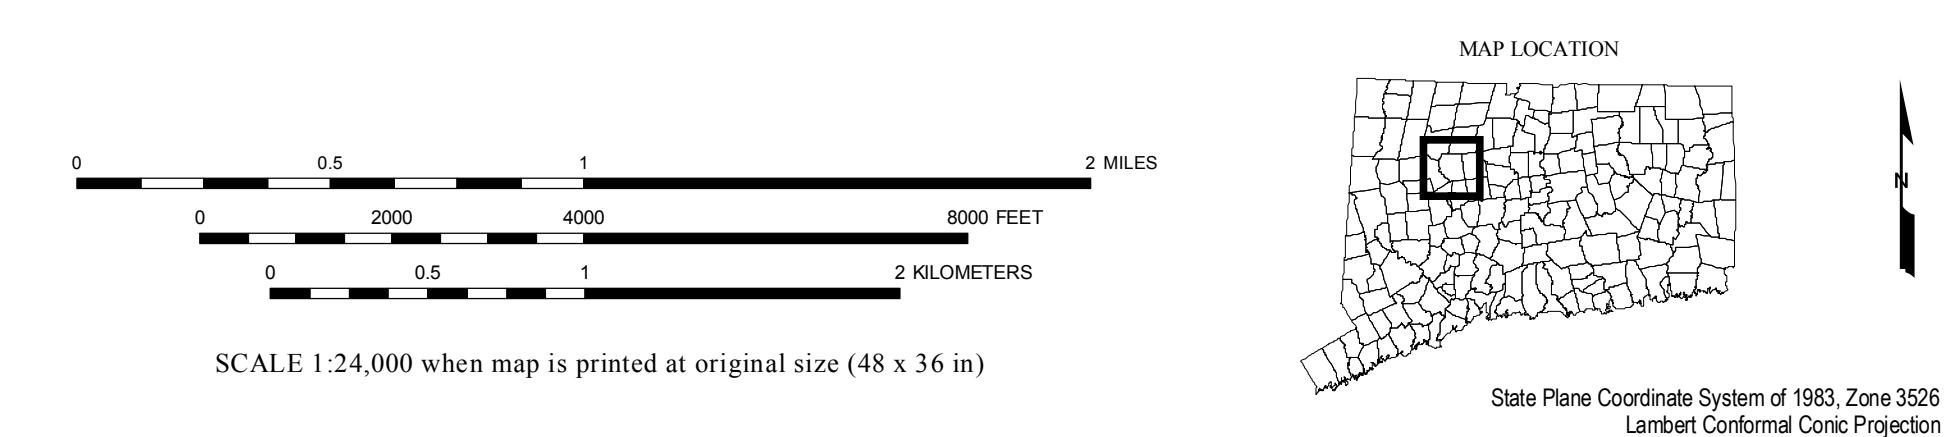 MAP LOCATION
0 0.5 1 2 MILES
0 2000 4000 8000 FEET
0 0.5 1 2 KILOMETERS
N
SCALE 1:24,000 when map is printed at original size (48 x 36 in)
State Plane Coordinate System of 1983, Zone 3526
Lambert Conformal Conic Projection